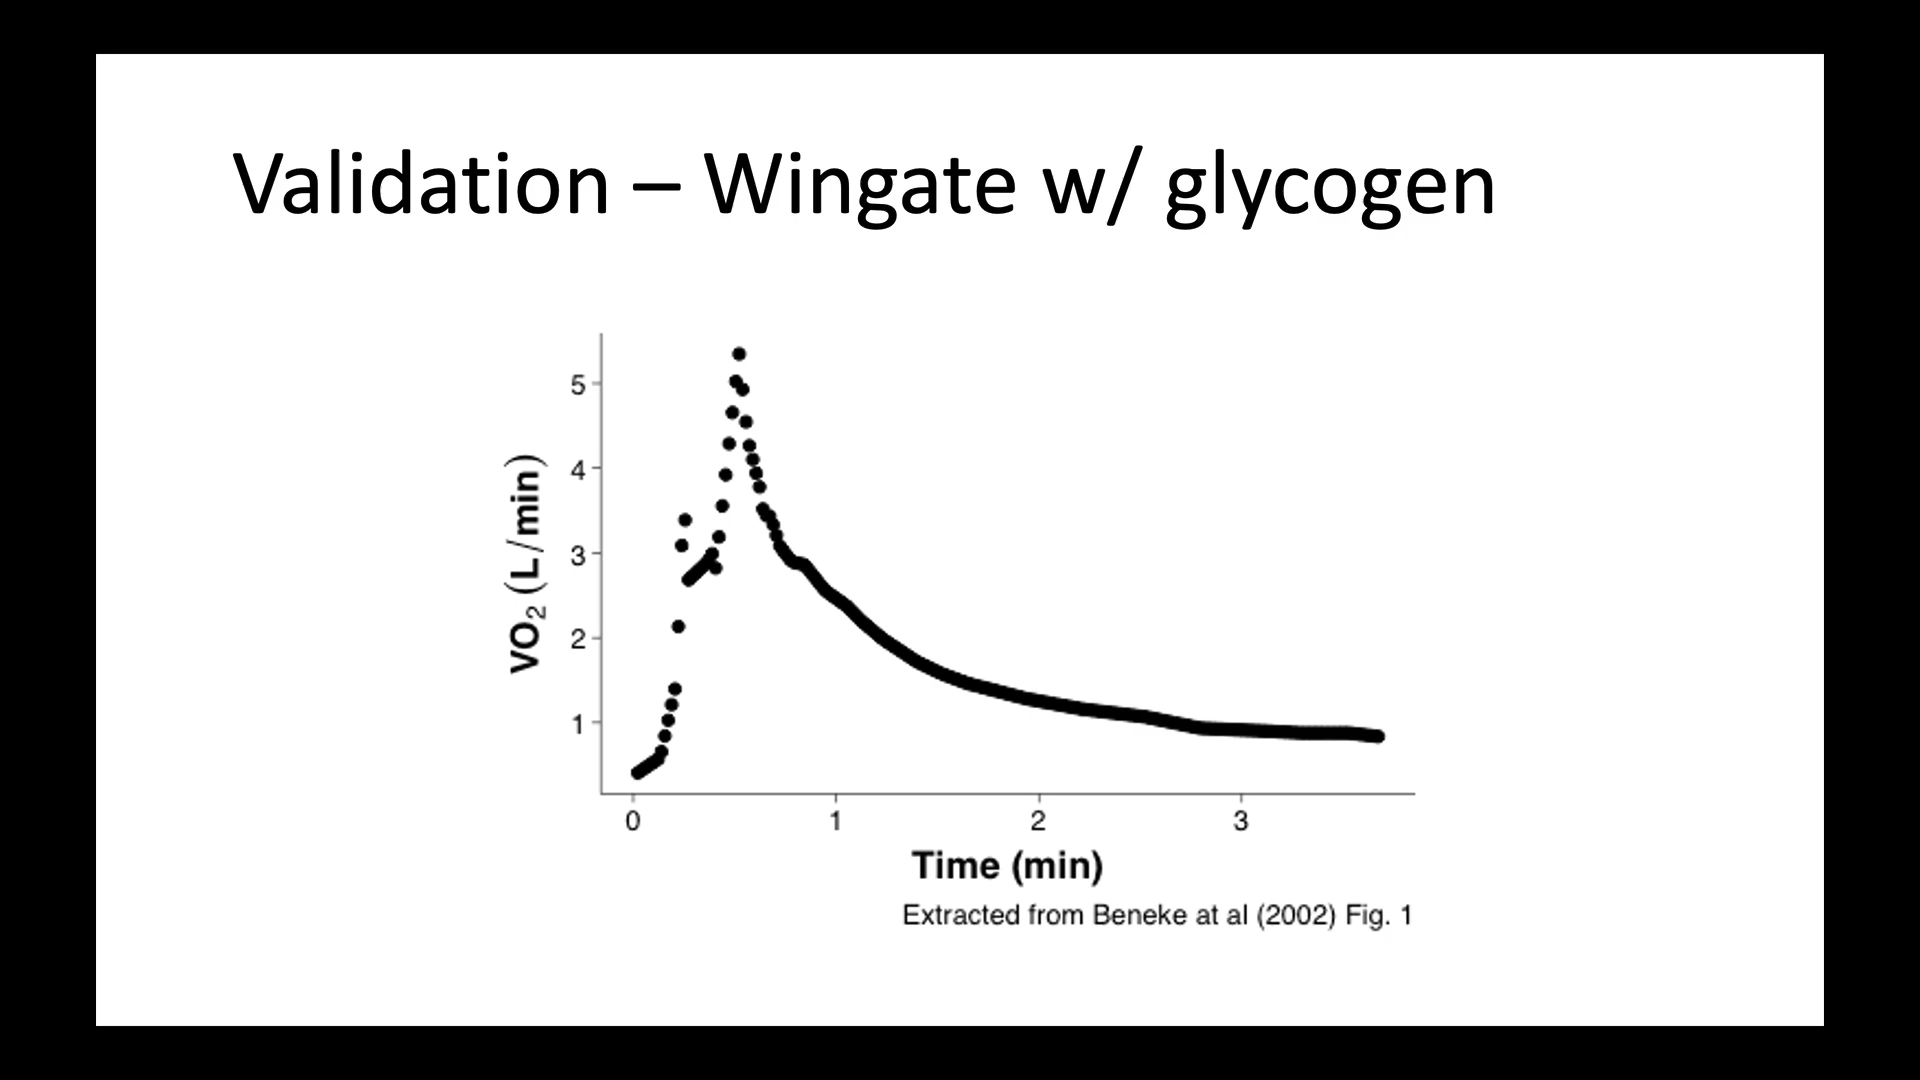 Validation – Wingate w/ glycogen
5
4
3
2
1
VO₂ (L/min)
0 1 2 3
Time (min)
Extracted from Beneke at al (2002) Fig. 1